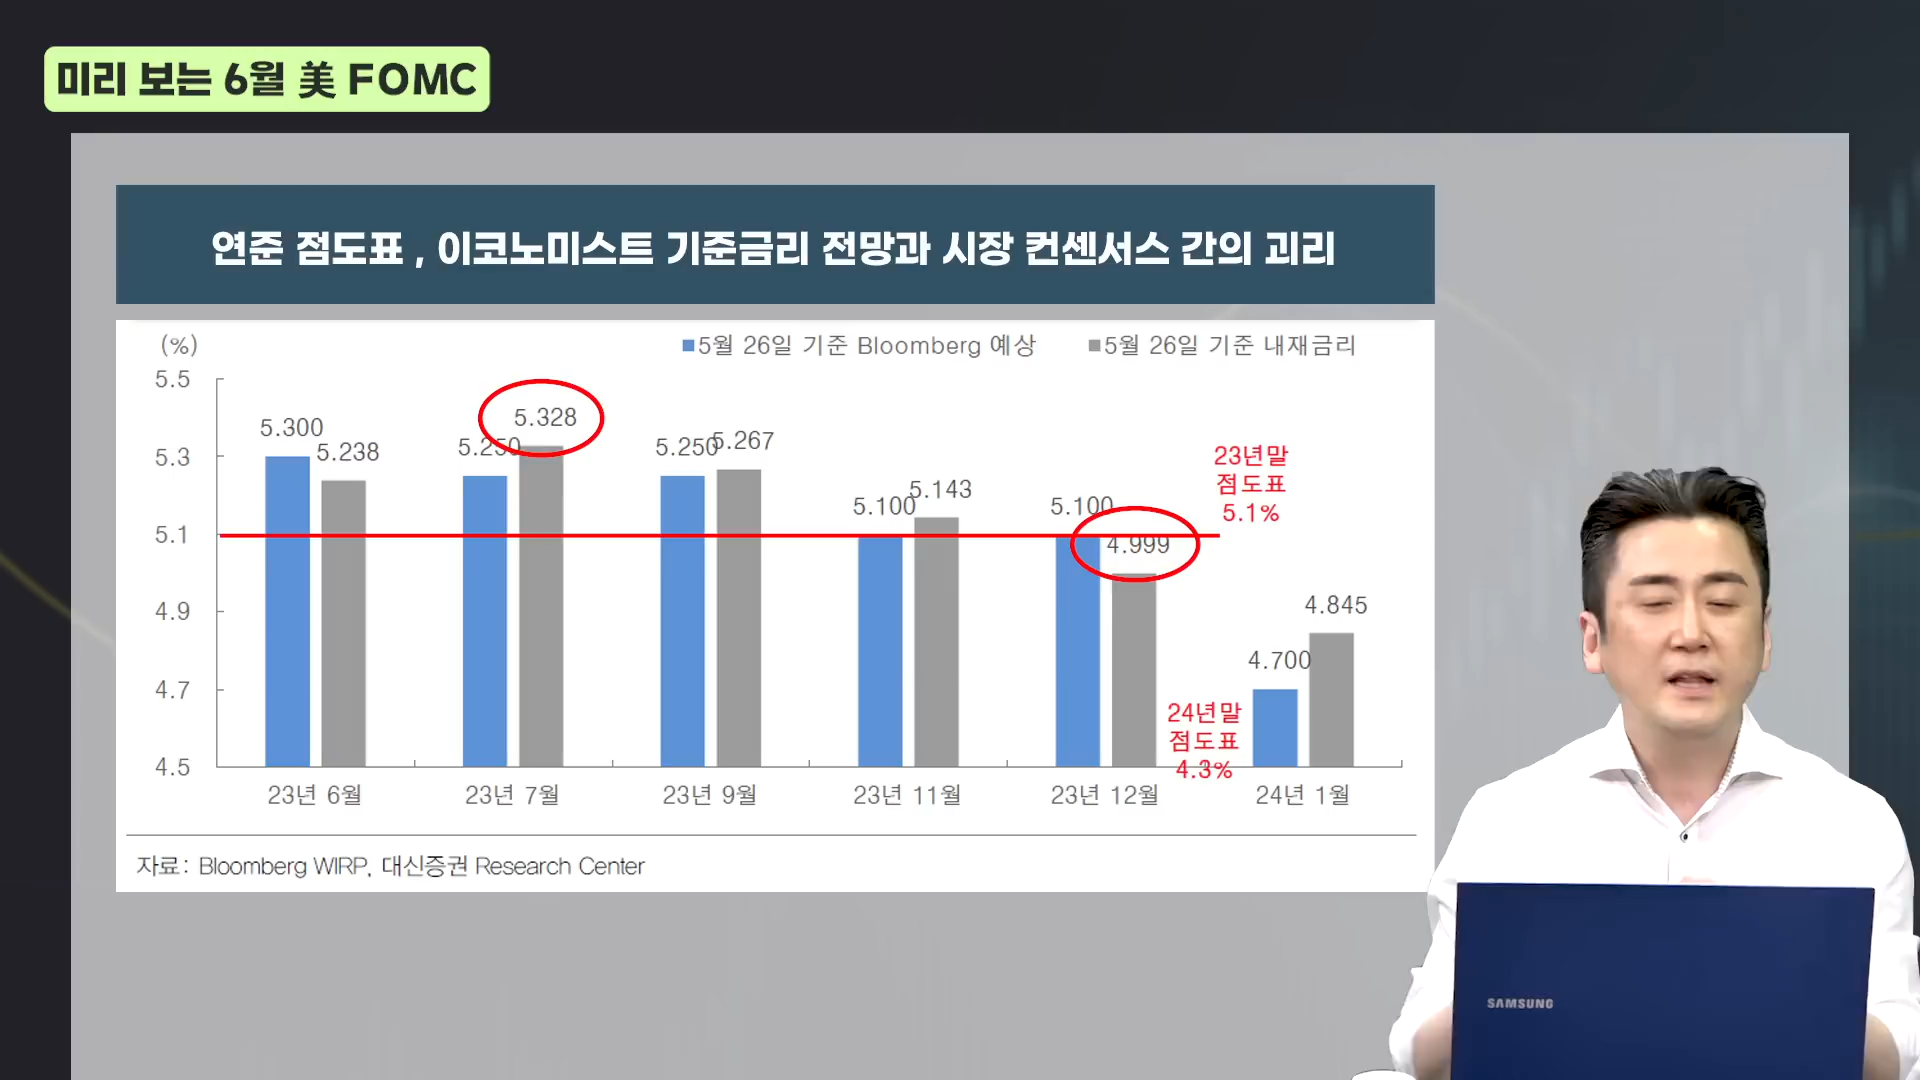 미리 보는 6월 美 FOMC
연준 점도표 , 이코노미스트 기준금리 전망과 시장 컨센서스 간의 괴리
(%)
■5월 26일 기준 Bloomberg 예상 ■5월 26일 기준 내재금리
5.5
5.3
5.1
4.9
4.7
4.5
5.300
5.238
5.250
5.328
5.250
5.267
5.100
5.143
5.100
4.999
4.700
4.845
23년말
점도표
5.1%
24년말
점도표
4.3%
23년 6월 23년 7월 23년 9월 23년 11월 23년 12월 24년 1월
자료: Bloomberg WIRP, 대신증권 Research Center
SAMSUNG